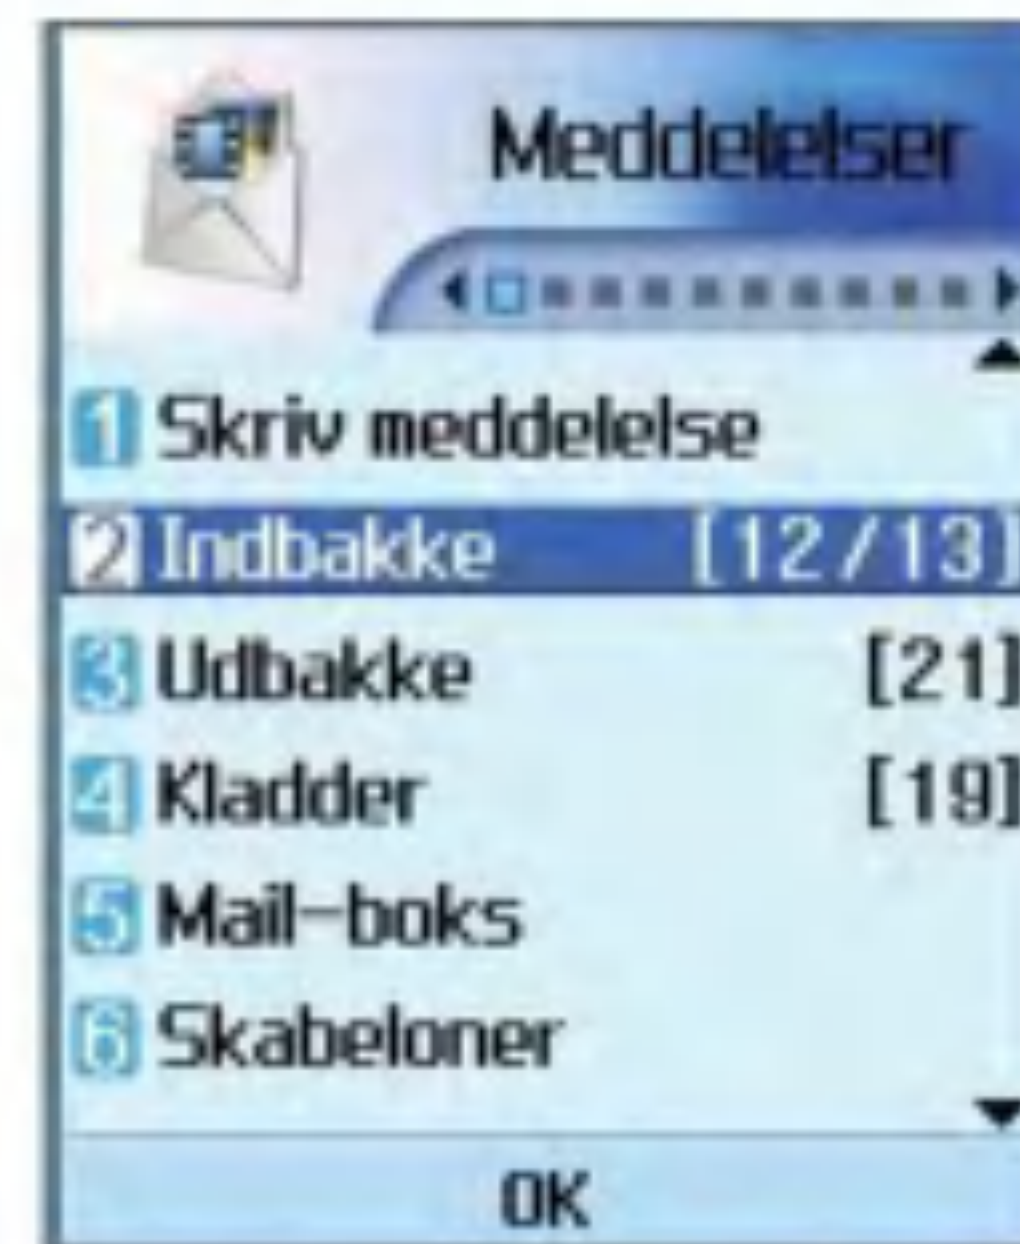 Meddelelser
1 Skriv meddelelse
2 Indbakke [12/13]
3 Udbakke [21]
4 Kladder [19]
5 Mail-boks
6 Skabeloner
OK